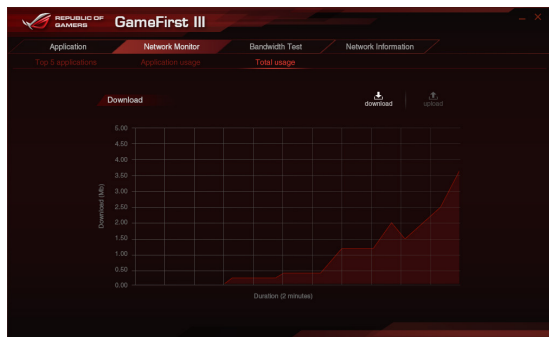 REPUBLIC OF
GAMERS
GameFirst III
Application
Network Monitor
Bandwidth Test
Network Information
Top 5 applications
Application usage
Total usage
Download
download
upload
5.00
4.50
4.00
3.50
3.00
2.50
2.00
1.50
1.00
0.50
0.00
Download (Mb)
Duration (2 minutes)